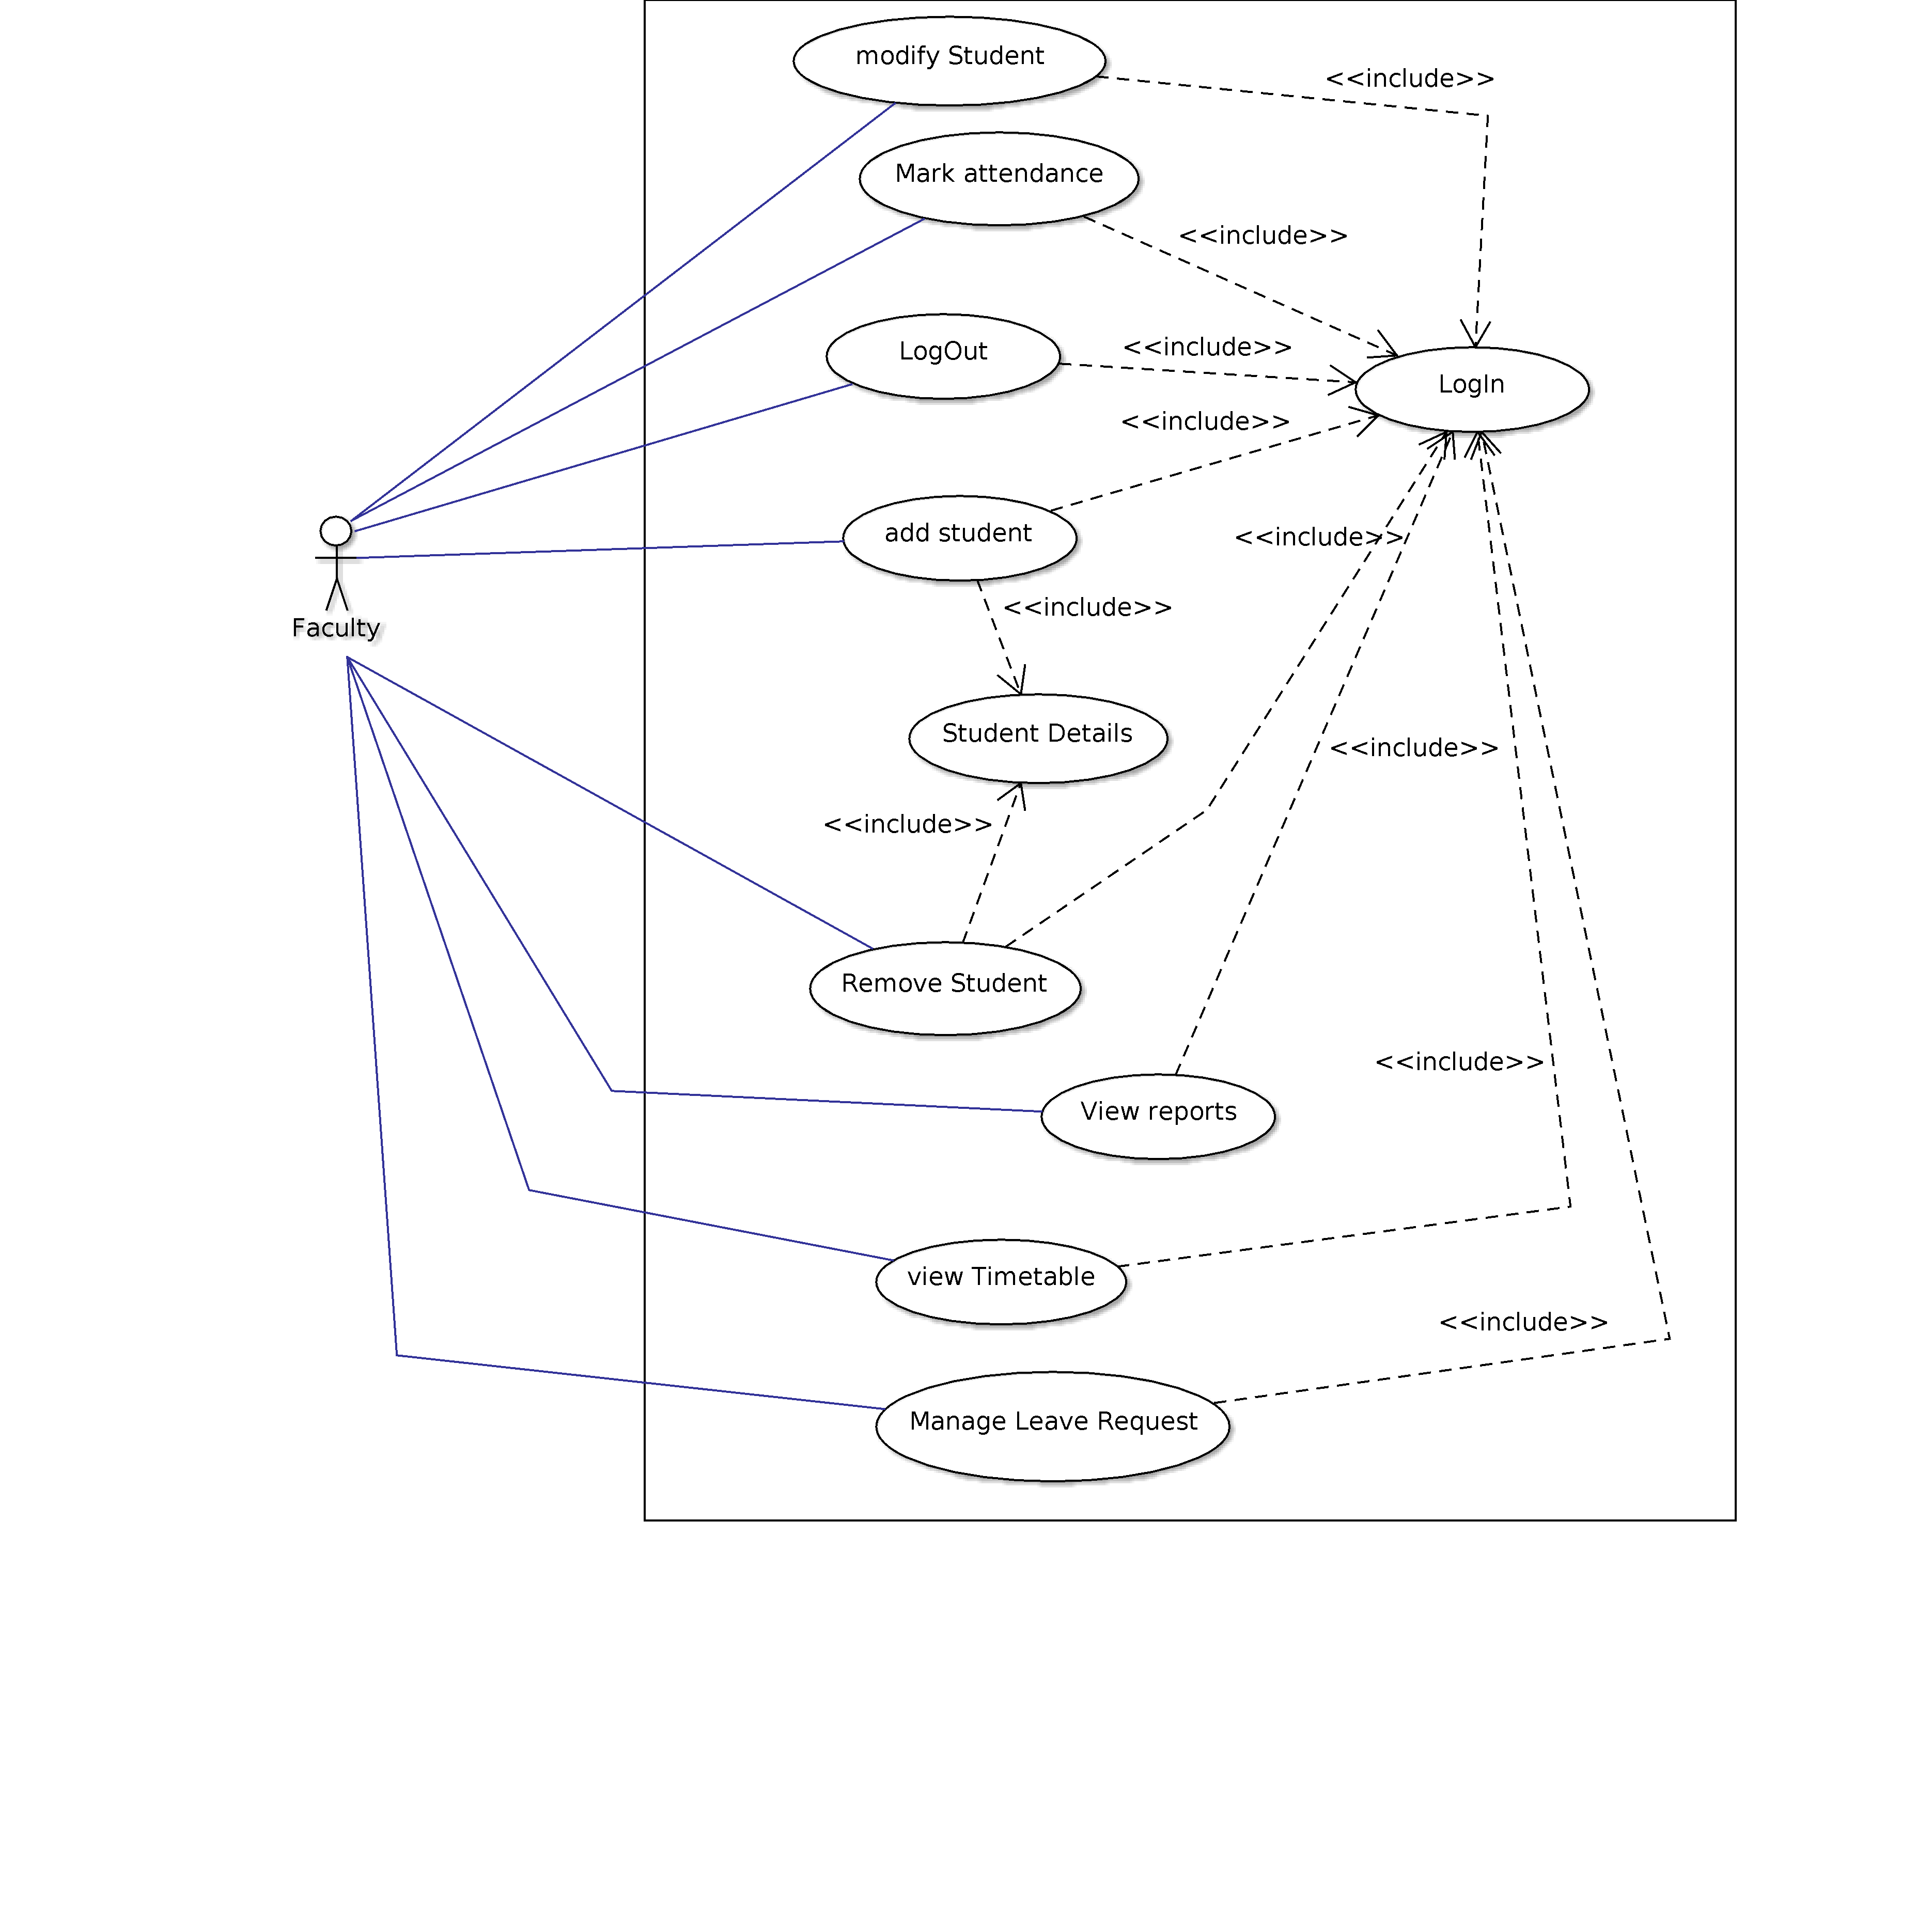 modify Student
<<include>>
Mark attendance
<<include>>
LogOut
<<include>>
LogIn
<<include>>
add student
<<include>>
<<include>>
Faculty
Student Details
<<include>>
<<include>>
Remove Student
<<include>>
View reports
view Timetable
<<include>>
Manage Leave Request